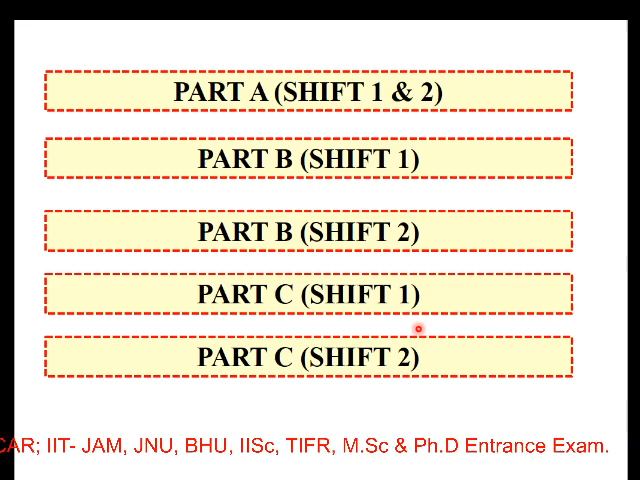 PART A (SHIFT 1 & 2)
PART B (SHIFT 1)
PART B (SHIFT 2)
PART C (SHIFT 1)
PART C (SHIFT 2)
CAR; IIT- JAM, JNU, BHU, IISc, TIFR, M.Sc & Ph.D Entrance Exam.